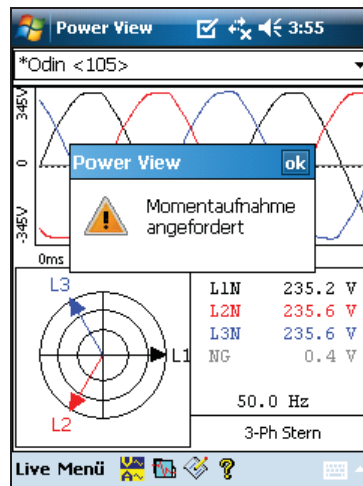 Power View 3:55
*Odin <105>
345V
0
-345V
0ms
Power View ok
Momentaufnahme
angefordert
L3
L1
L2
L1N 235.2 V
L2N 235.6 V
L3N 235.6 V
NG 0.4 V
50.0 Hz
3-Ph Stern
Live Menü